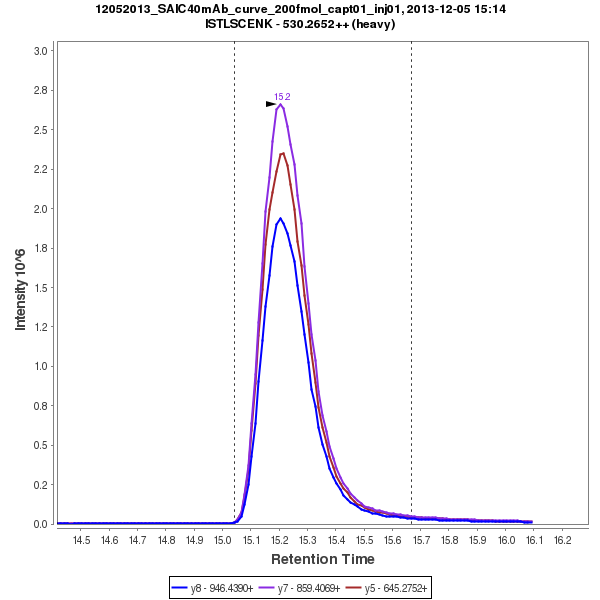 12052013_SAIC40mAb_curve_200fmol_capt01_inj01, 2013-12-05 15:14
ISTLSCENK - 530.2652++ (heavy)
3.0
2.8
2.5
2.2
2.0
1.8
1.5
1.2
1.0
0.8
0.5
0.2
0.0
Intensity 10^6
15.2
14.5 14.6 14.7 14.8 14.9 15.0 15.1 15.2 15.3 15.4 15.5 15.6 15.7 15.8 15.9 16.0 16.1 16.2
Retention Time
y8 - 946.4390+ y7 - 859.4069+ y5 - 645.2752+